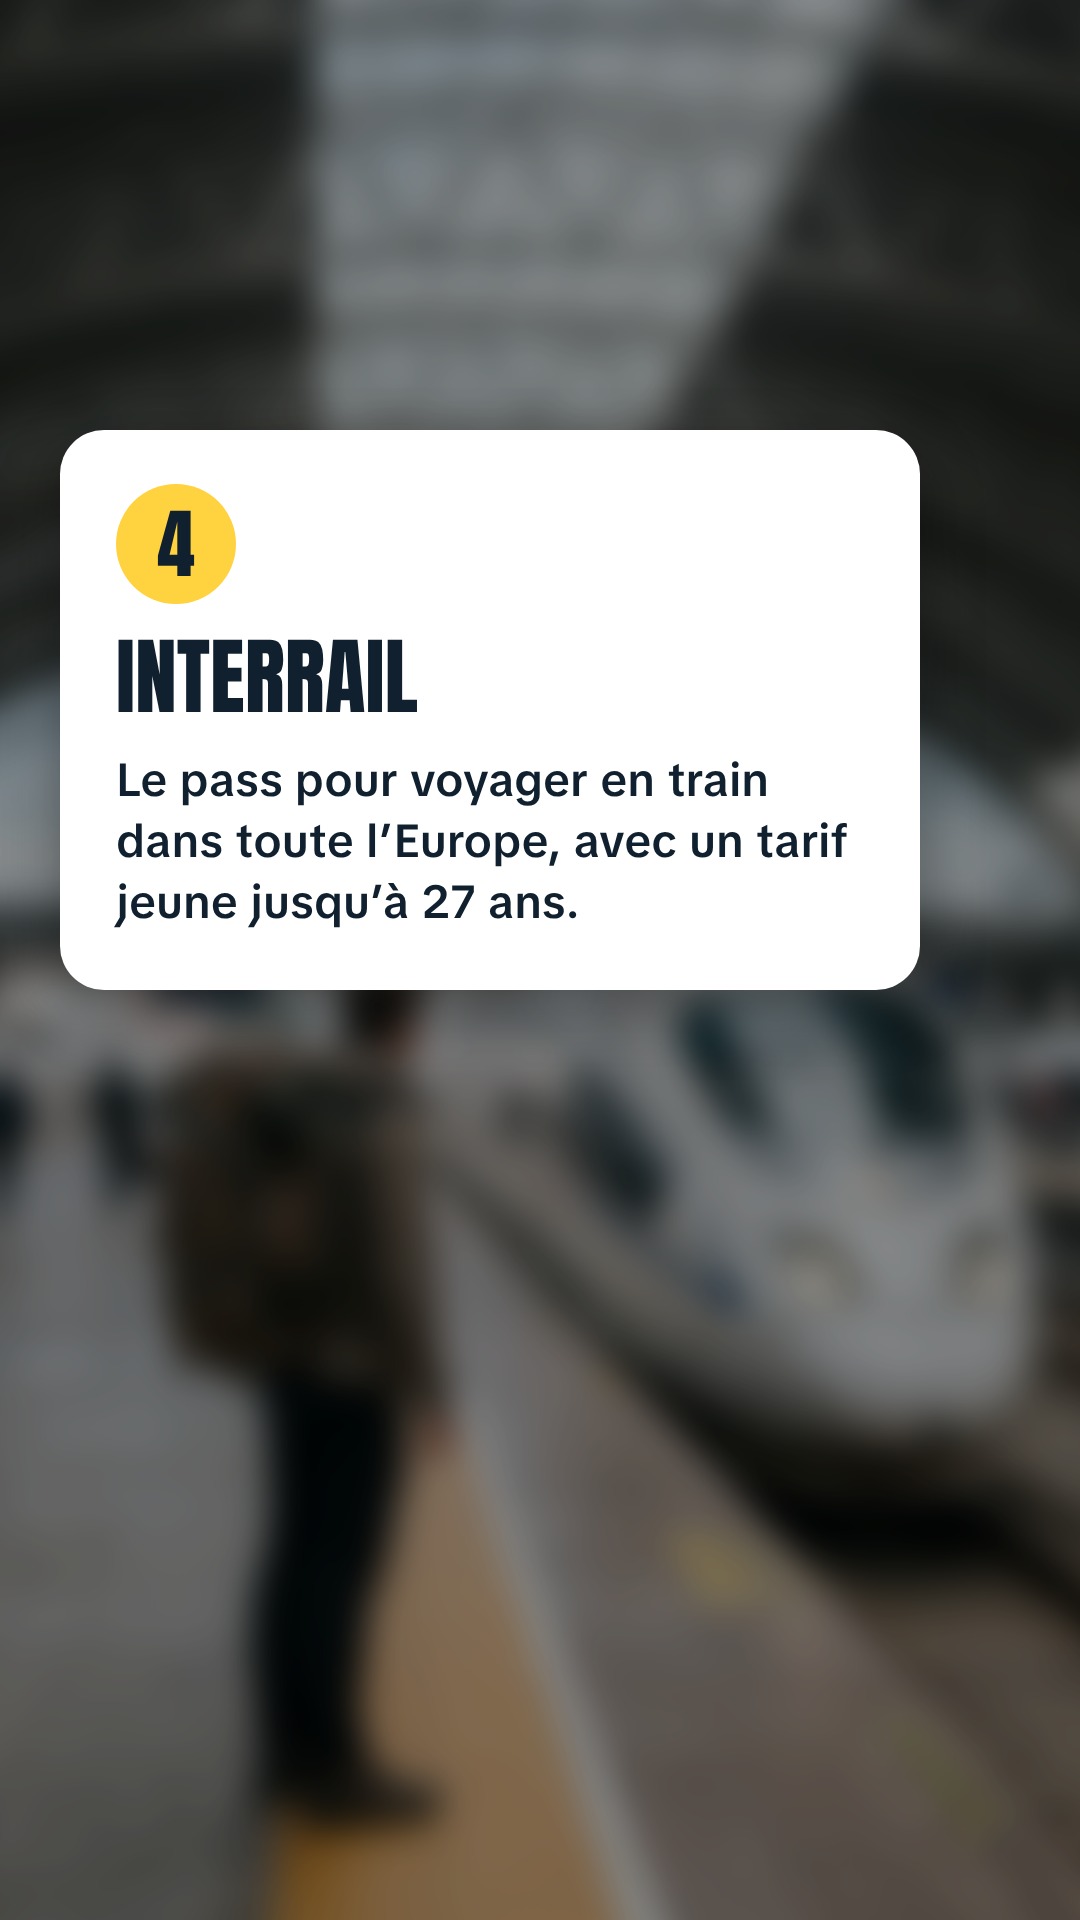 4
INTERRAIL
Le pass pour voyager en train
dans toute l’Europe, avec un tarif
jeune jusqu’à 27 ans.